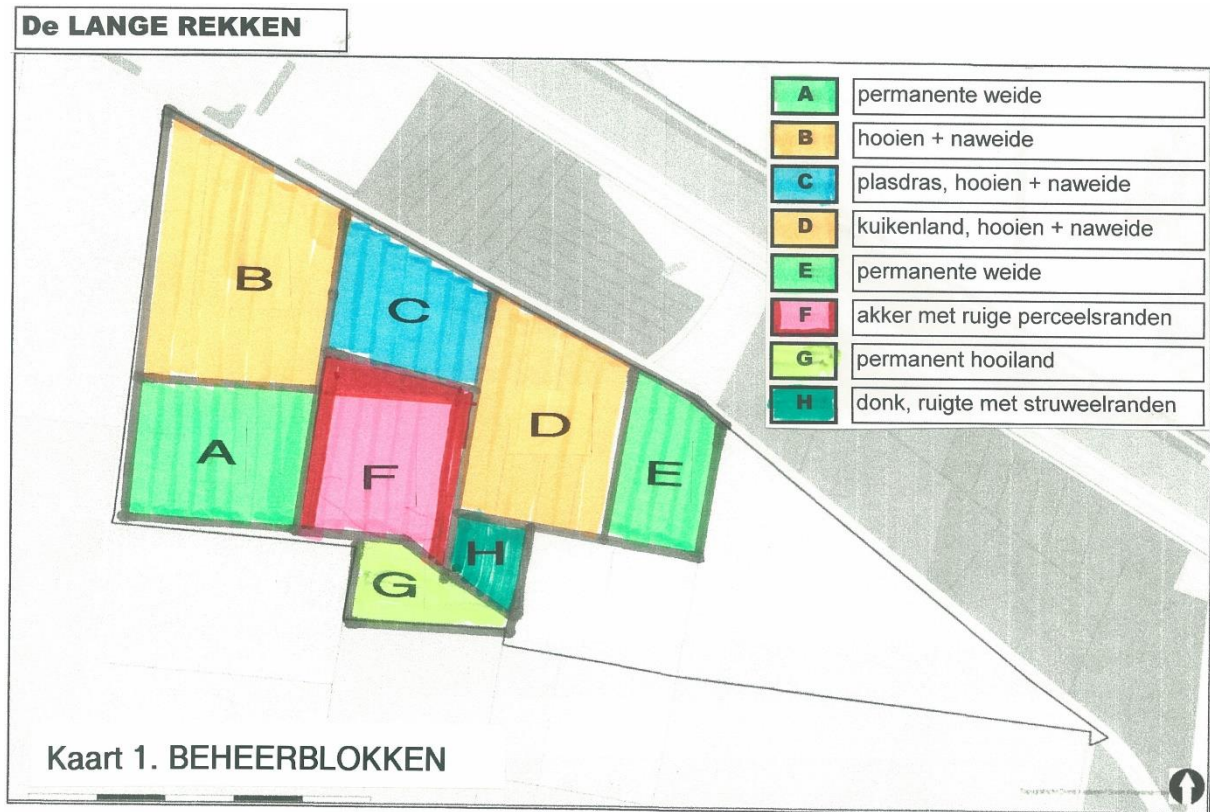 De LANGE REKKEN
A permanente weide
B hooien + naweide
C plasdras, hooien + naweide
D kuikenland, hooien + naweide
E permanente weide
F akker met ruige perceelsranden
G permanent hooiland
H donk, ruigte met struweelranden
B
C
D
A
E
F
H
G
Kaart 1. BEHEERBLOKKEN